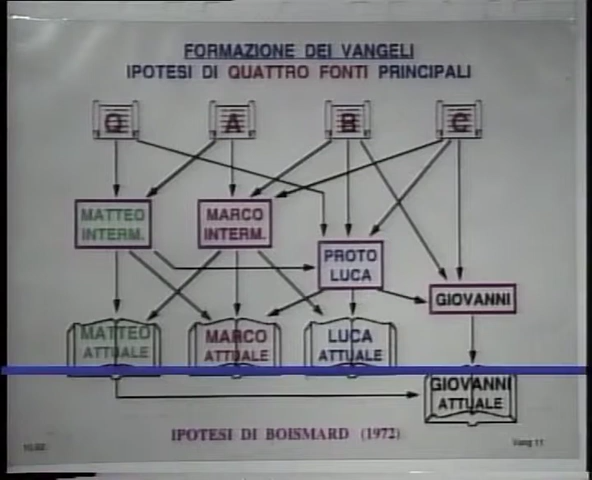 FORMAZIONE DEI VANGELI
IPOTESI DI QUATTRO FONTI PRINCIPALI
Q A B C
MATTEO
INTERM.
MARCO
INTERM.
PROTO
LUCA
GIOVANNI
MATTEO
ATTUALE
MARCO
ATTUALE
LUCA
ATTUALE
GIOVANNI
ATTUALE
IPOTESI DI BOISMARD (1972)
Vang 11